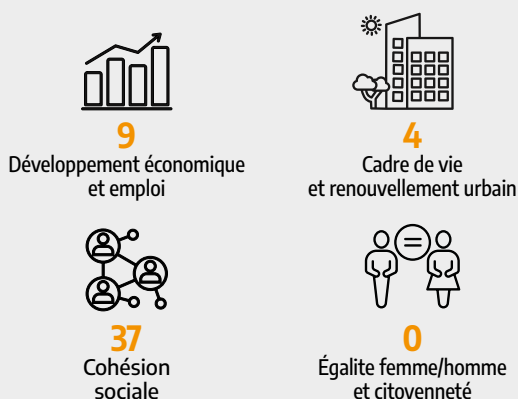 9
Développement économique
et emploi
4
Cadre de vie
et renouvellement urbain
37
Cohésion
sociale
0
Égalite femme/homme
et citoyenneté